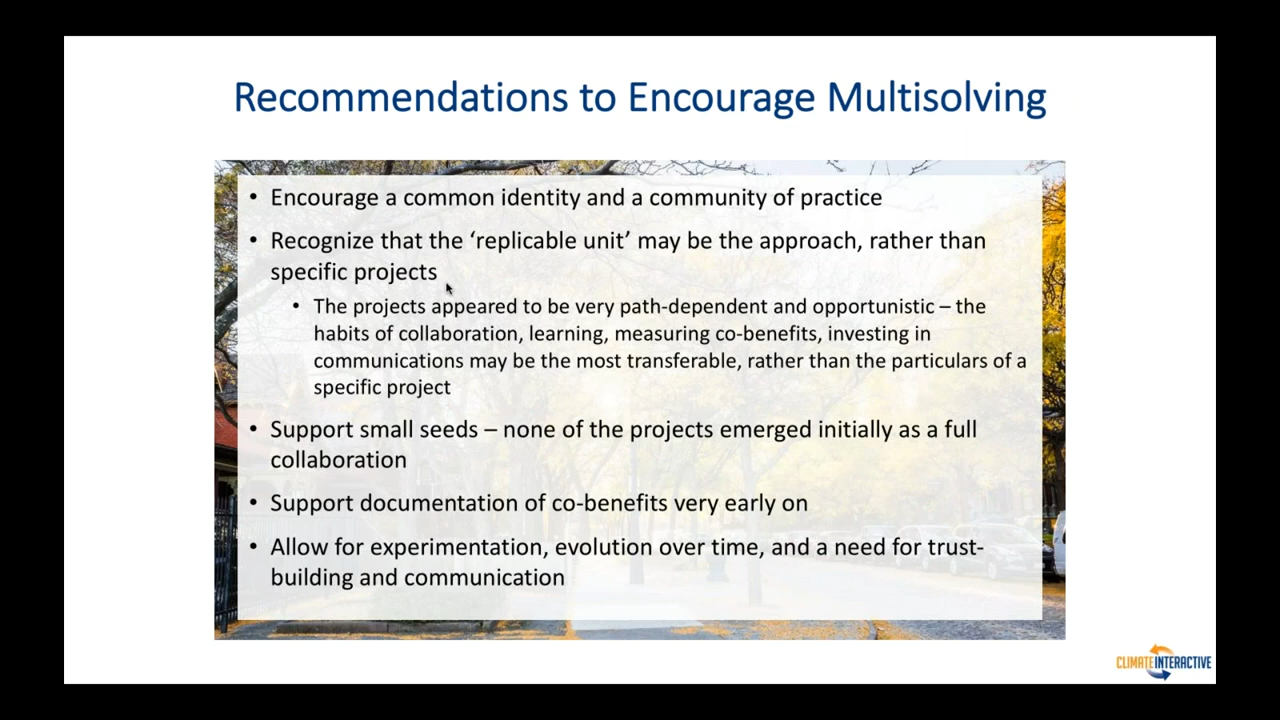 Recommendations to Encourage Multisolving
• Encourage a common identity and a community of practice
• Recognize that the ‘replicable unit’ may be the approach, rather than
specific projects
• The projects appeared to be very path-dependent and opportunistic – the
habits of collaboration, learning, measuring co-benefits, investing in
communications may be the most transferable, rather than the particulars of a
specific project
• Support small seeds – none of the projects emerged initially as a full
collaboration
• Support documentation of co-benefits very early on
• Allow for experimentation, evolution over time, and a need for trust-
building and communication
CLIMATE INTERACTIVE